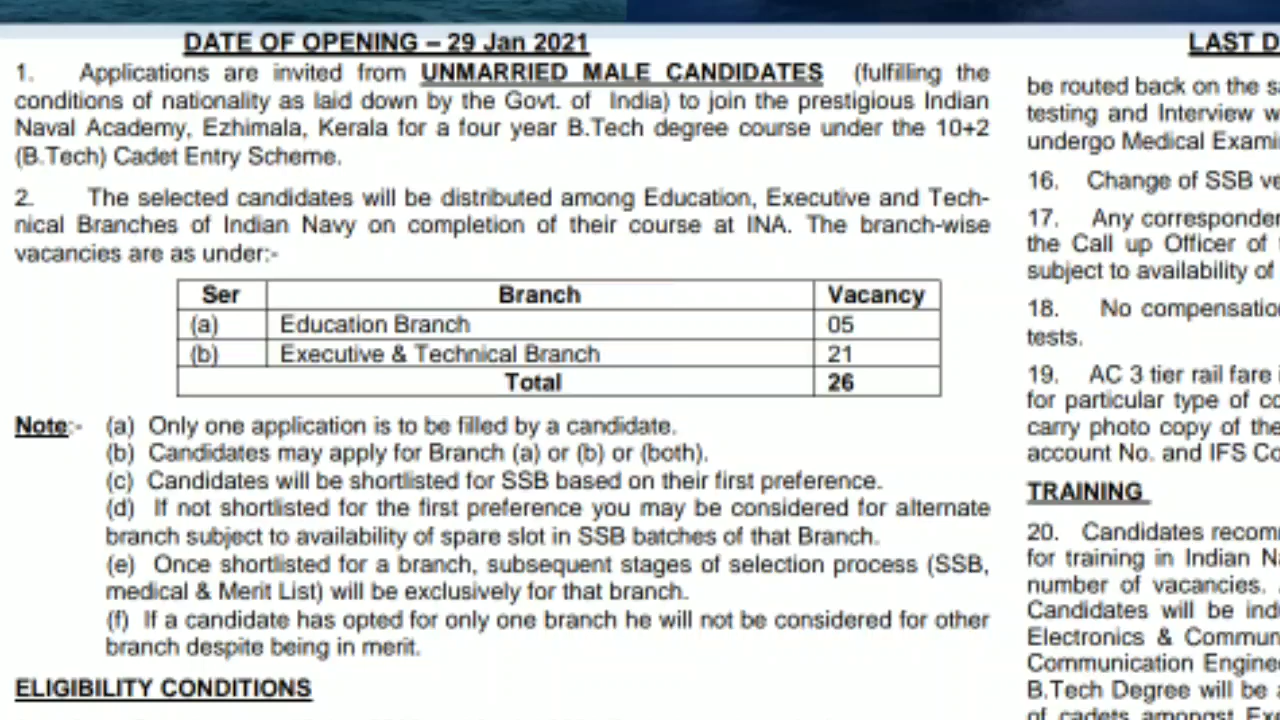 DATE OF OPENING – 29 Jan 2021
1. Applications are invited from UNMARRIED MALE CANDIDATES (fulfilling the
conditions of nationality as laid down by the Govt. of India) to join the prestigious Indian
Naval Academy, Ezhimala, Kerala for a four year B.Tech degree course under the 10+2
(B.Tech) Cadet Entry Scheme.
2. The selected candidates will be distributed among Education, Executive and Tech-
nical Branches of Indian Navy on completion of their course at INA. The branch-wise
vacancies are as under:-
Ser Branch Vacancy
(a) Education Branch 05
(b) Executive & Technical Branch 21
Total 26
Note:- (a) Only one application is to be filled by a candidate.
(b) Candidates may apply for Branch (a) or (b) or (both).
(c) Candidates will be shortlisted for SSB based on their first preference.
(d) If not shortlisted for the first preference you may be considered for alternate
branch subject to availability of spare slot in SSB batches of that Branch.
(e) Once shortlisted for a branch, subsequent stages of selection process (SSB,
medical & Merit List) will be exclusively for that branch.
(f) If a candidate has opted for only one branch he will not be considered for other
branch despite being in merit.
ELIGIBILITY CONDITIONS
LAST D
be routed back on the sa
testing and Interview w
undergo Medical Exami
16. Change of SSB ve
17. Any corresponde
the Call up Officer of
subject to availability of
18. No compensatio
tests.
19. AC 3 tier rail fare i
for particular type of co
carry photo copy of the
account No. and IFS Co
TRAINING
20. Candidates recom
for training in Indian Na
number of vacancies.
Candidates will be ind
Electronics & Commun
Communication Enginee
B.Tech Degree will be a
of cadets amongst Exe